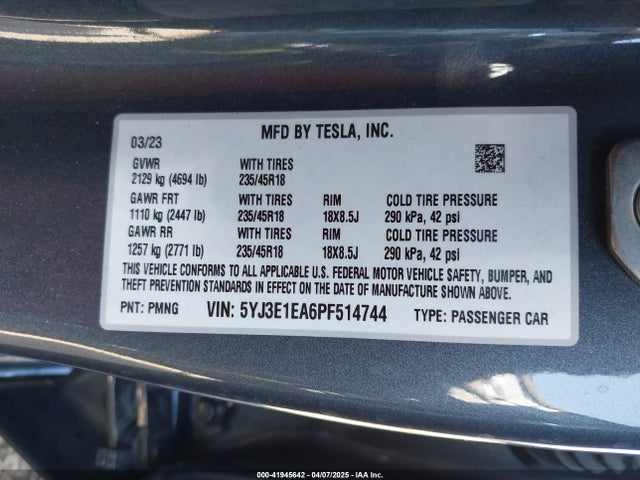 MFD BY TESLA, INC.
03/23
GVWR WITH TIRES
2129 kg (4694 lb) 235/45R18
GAWR FRT WITH TIRES RIM COLD TIRE PRESSURE
1110 kg (2447 lb) 235/45R18 18X8.5J 290 kPa, 42 psi
GAWR RR WITH TIRES RIM COLD TIRE PRESSURE
1257 kg (2771 lb) 235/45R18 18X8.5J 290 kPa, 42 psi
THIS VEHICLE CONFORMS TO ALL APPLICABLE U.S. FEDERAL MOTOR VEHICLE SAFETY, BUMPER, AND
THEFT PREVENTION STANDARDS IN EFFECT ON THE DATE OF MANUFACTURE SHOWN ABOVE.
PNT: PMNG VIN: 5YJ3E1EA6PF514744 TYPE: PASSENGER CAR
000-41945642 - 04/07/2025 - IAA Inc.